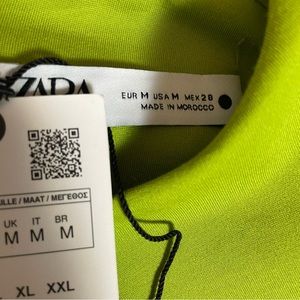 ZARA
EUR M USA M MEX 28
MADE IN MOROCCO
ILLE / MAAT / ΜΕΓΕΘΟΣ
UK IT BR
M M M
XL XXL